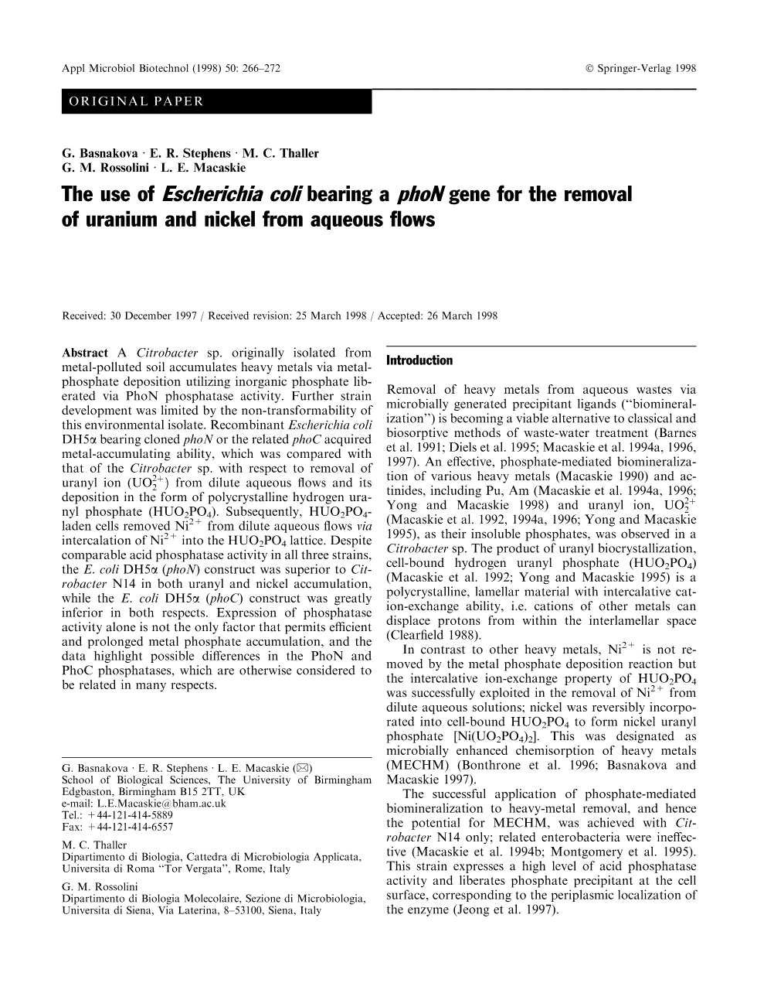 Appl Microbiol Biotechnol (1998) 50: 266–272
© Springer-Verlag 1998
ORIGINAL PAPER
G. Basnakova · E. R. Stephens · M. C. Thaller
G. M. Rossolini · L. E. Macaskie
The use of Escherichia coli bearing a phoN gene for the removal
of uranium and nickel from aqueous flows
Received: 30 December 1997 / Received revision: 25 March 1998 / Accepted: 26 March 1998
Abstract A Citrobacter sp. originally isolated from
metal-polluted soil accumulates heavy metals via metal-
phosphate deposition utilizing inorganic phosphate lib-
erated via PhoN phosphatase activity. Further strain
development was limited by the non-transformability of
this environmental isolate. Recombinant Escherichia coli
DH5α bearing cloned phoN or the related phoC acquired
metal-accumulating ability, which was compared with
that of the Citrobacter sp. with respect to removal of
uranyl ion (UO₂²⁺) from dilute aqueous flows and its
deposition in the form of polycrystalline hydrogen ura-
nyl phosphate (HUO₂PO₄). Subsequently, HUO₂PO₄-
laden cells removed Ni²⁺ from dilute aqueous flows via
intercalation of Ni²⁺ into the HUO₂PO₄ lattice. Despite
comparable acid phosphatase activity in all three strains,
the E. coli DH5α (phoN) construct was superior to Cit-
robacter N14 in both uranyl and nickel accumulation,
while the E. coli DH5α (phoC) construct was greatly
inferior in both respects. Expression of phosphatase
activity alone is not the only factor that permits efficient
and prolonged metal phosphate accumulation, and the
data highlight possible differences in the PhoN and
PhoC phosphatases, which are otherwise considered to
be related in many respects.
G. Basnakova · E. R. Stephens · L. E. Macaskie (✉)
School of Biological Sciences, The University of Birmingham
Edgbaston, Birmingham B15 2TT, UK
e-mail: L.E.Macaskie@bham.ac.uk
Tel.: +44-121-414-5889
Fax: +44-121-414-6557
M. C. Thaller
Dipartimento di Biologia, Cattedra di Microbiologia Applicata,
Universita di Roma ‘‘Tor Vergata’’, Rome, Italy
G. M. Rossolini
Dipartimento di Biologia Molecolaire, Sezione di Microbiologia,
Universita di Siena, Via Laterina, 8–53100, Siena, Italy
Introduction
Removal of heavy metals from aqueous wastes via
microbially generated precipitant ligands (‘‘biomineral-
ization’’) is becoming a viable alternative to classical and
biosorptive methods of waste-water treatment (Barnes
et al. 1991; Diels et al. 1995; Macaskie et al. 1994a, 1996,
1997). An effective, phosphate-mediated biomineraliza-
tion of various heavy metals (Macaskie 1990) and ac-
tinides, including Pu, Am (Macaskie et al. 1994a, 1996;
Yong and Macaskie 1998) and uranyl ion, UO₂²⁺
(Macaskie et al. 1992, 1994a, 1996; Yong and Macaskie
1995), as their insoluble phosphates, was observed in a
Citrobacter sp. The product of uranyl biocrystallization,
cell-bound hydrogen uranyl phosphate (HUO₂PO₄)
(Macaskie et al. 1992; Yong and Macaskie 1995) is a
polycrystalline, lamellar material with intercalative cat-
ion-exchange ability, i.e. cations of other metals can
displace protons from within the interlamellar space
(Clearfield 1988).
In contrast to other heavy metals, Ni²⁺ is not re-
moved by the metal phosphate deposition reaction but
the intercalative ion-exchange property of HUO₂PO₄
was successfully exploited in the removal of Ni²⁺ from
dilute aqueous solutions; nickel was reversibly incorpo-
rated into cell-bound HUO₂PO₄ to form nickel uranyl
phosphate [Ni(UO₂PO₄)₂]. This was designated as
microbially enhanced chemisorption of heavy metals
(MECHM) (Bonthrone et al. 1996; Basnakova and
Macaskie 1997).
The successful application of phosphate-mediated
biomineralization to heavy-metal removal, and hence
the potential for MECHM, was achieved with Cit-
robacter N14 only; related enterobacteria were ineffec-
tive (Macaskie et al. 1994b; Montgomery et al. 1995).
This strain expresses a high level of acid phosphatase
activity and liberates phosphate precipitant at the cell
surface, corresponding to the periplasmic localization of
the enzyme (Jeong et al. 1997).